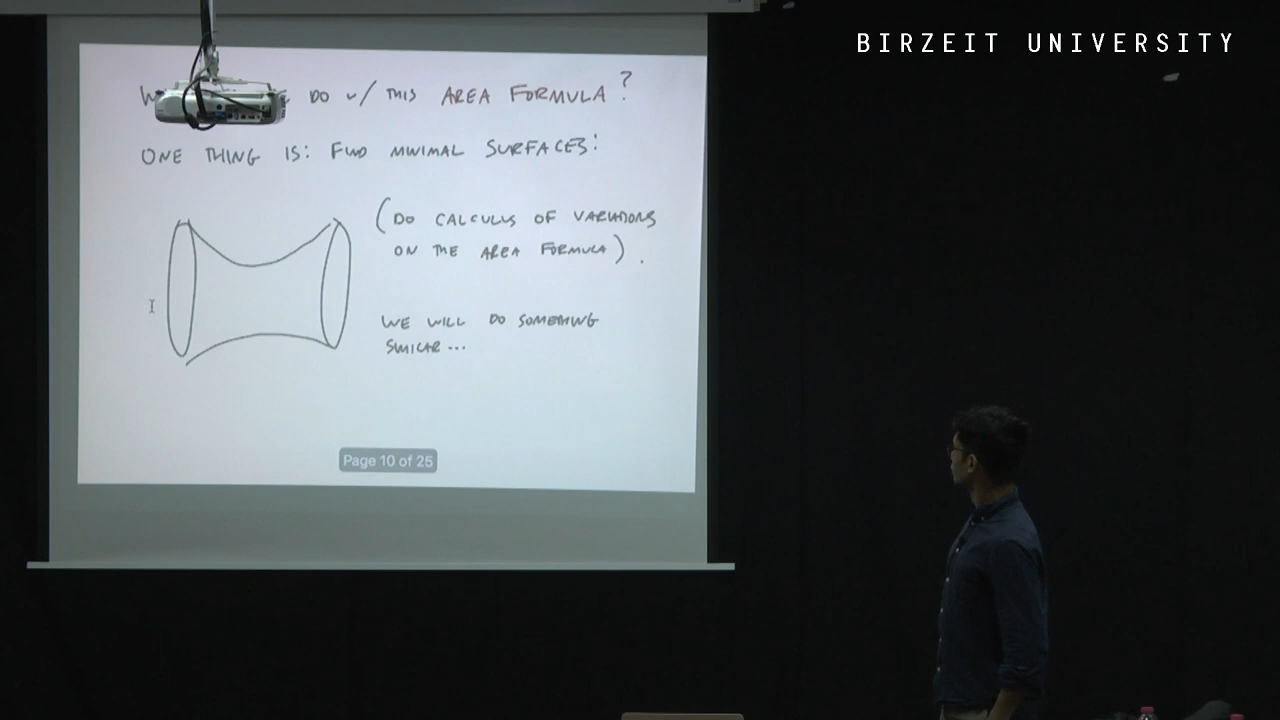 BIRZEIT UNIVERSITY
DO w/ THIS AREA FORMULA?
ONE THING IS: FIND MINIMAL SURFACES:
(DO CALCULUS OF VARIATIONS
ON THE AREA FORMULA).
WE WILL DO SOMETHING
SIMILAR...
Page 10 of 25